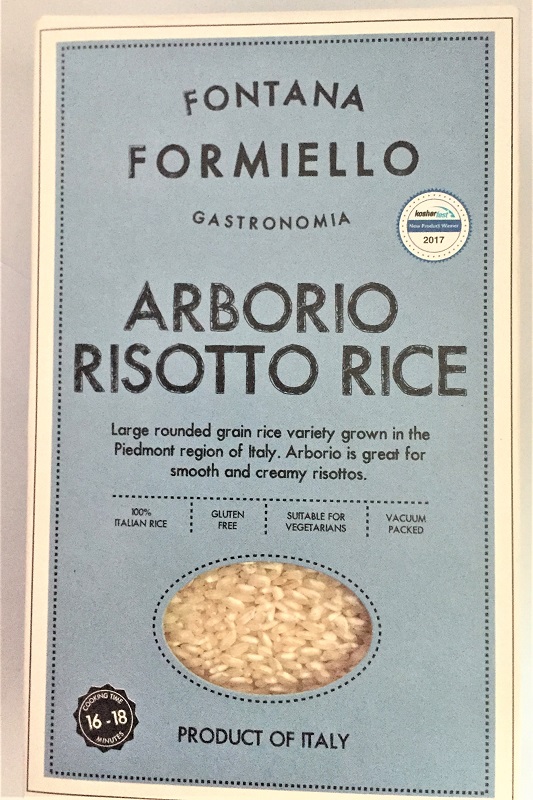 FONTANA
FORMIELLO
GASTRONOMIA
kosherfest
New Product Winner
2017
ARBORIO
RISOTTO RICE
Large rounded grain rice variety grown in the
Piedmont region of Italy. Arborio is great for
smooth and creamy risottos.
100%
ITALIAN RICE
GLUTEN
FREE
SUITABLE FOR
VEGETARIANS
VACUUM
PACKED
COOKING TIME
16 -18
MINUTES
PRODUCT OF ITALY